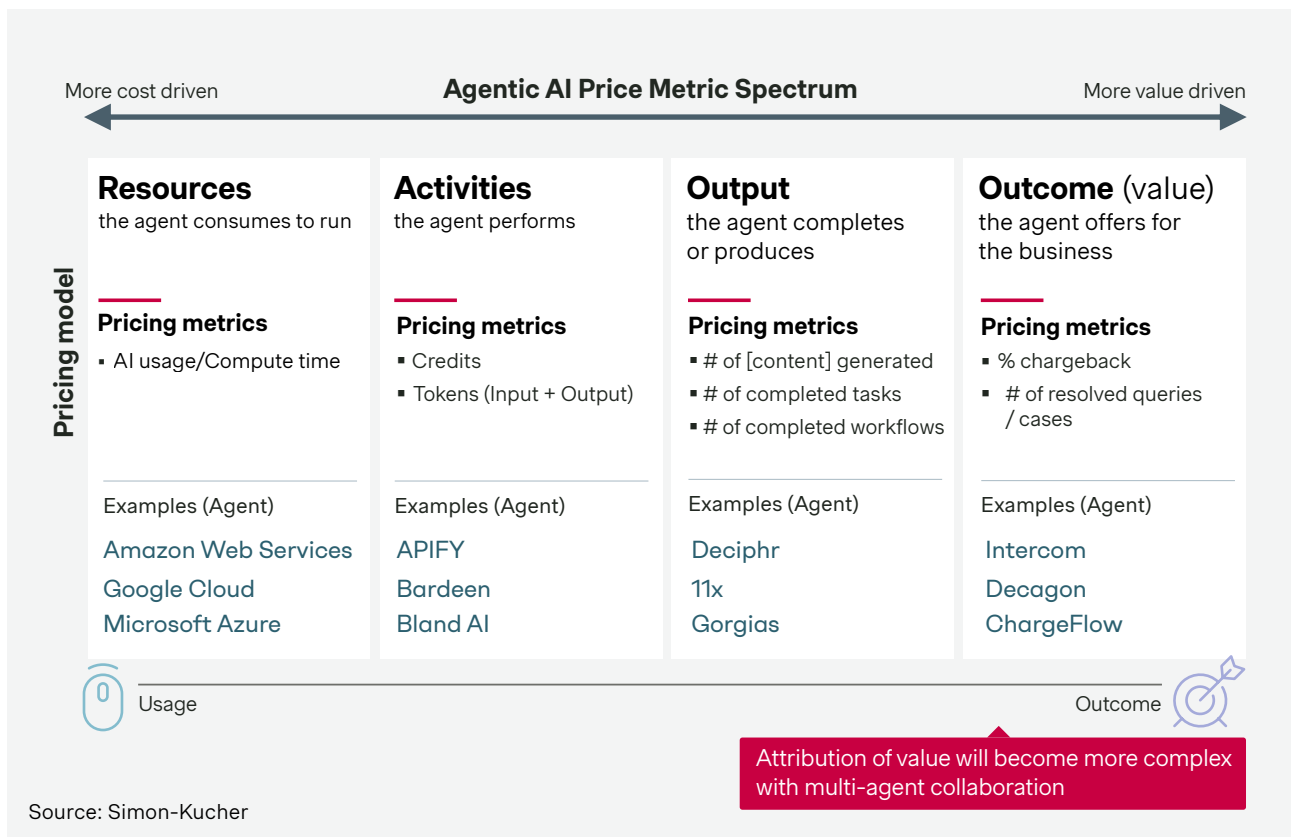 More cost driven
Agentic AI Price Metric Spectrum
More value driven
Pricing model
Resources
the agent consumes to run
Pricing metrics
▪ AI usage/Compute time
Examples (Agent)
Amazon Web Services
Google Cloud
Microsoft Azure
Activities
the agent performs
Pricing metrics
▪ Credits
▪ Tokens (Input + Output)
Examples (Agent)
APIFY
Bardeen
Bland AI
Output
the agent completes
or produces
Pricing metrics
▪ # of [content] generated
▪ # of completed tasks
▪ # of completed workflows
Examples (Agent)
Deciphr
11x
Gorgias
Outcome (value)
the agent offers for
the business
Pricing metrics
▪ % chargeback
▪ # of resolved queries
/ cases
Examples (Agent)
Intercom
Decagon
ChargeFlow
Usage
Outcome
Attribution of value will become more complex
with multi-agent collaboration
Source: Simon-Kucher